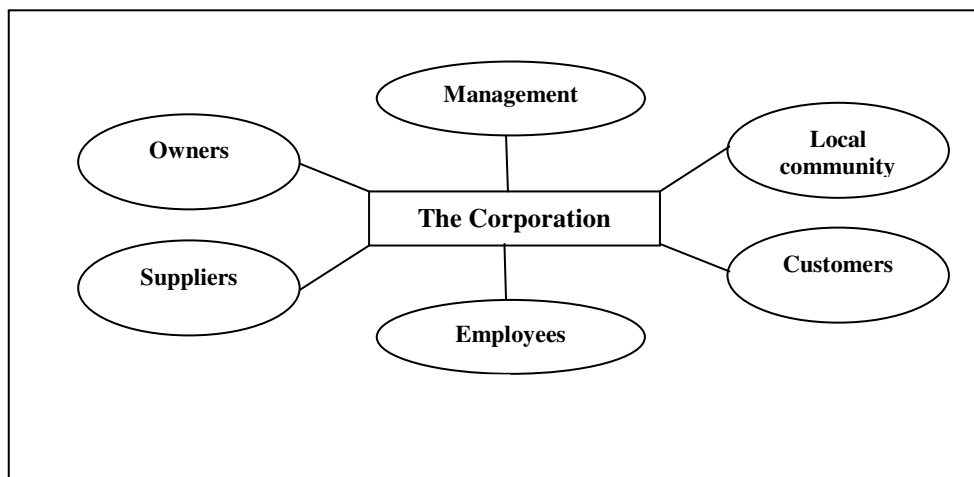 Management
Owners
Local
community
The Corporation
Suppliers
Customers
Employees